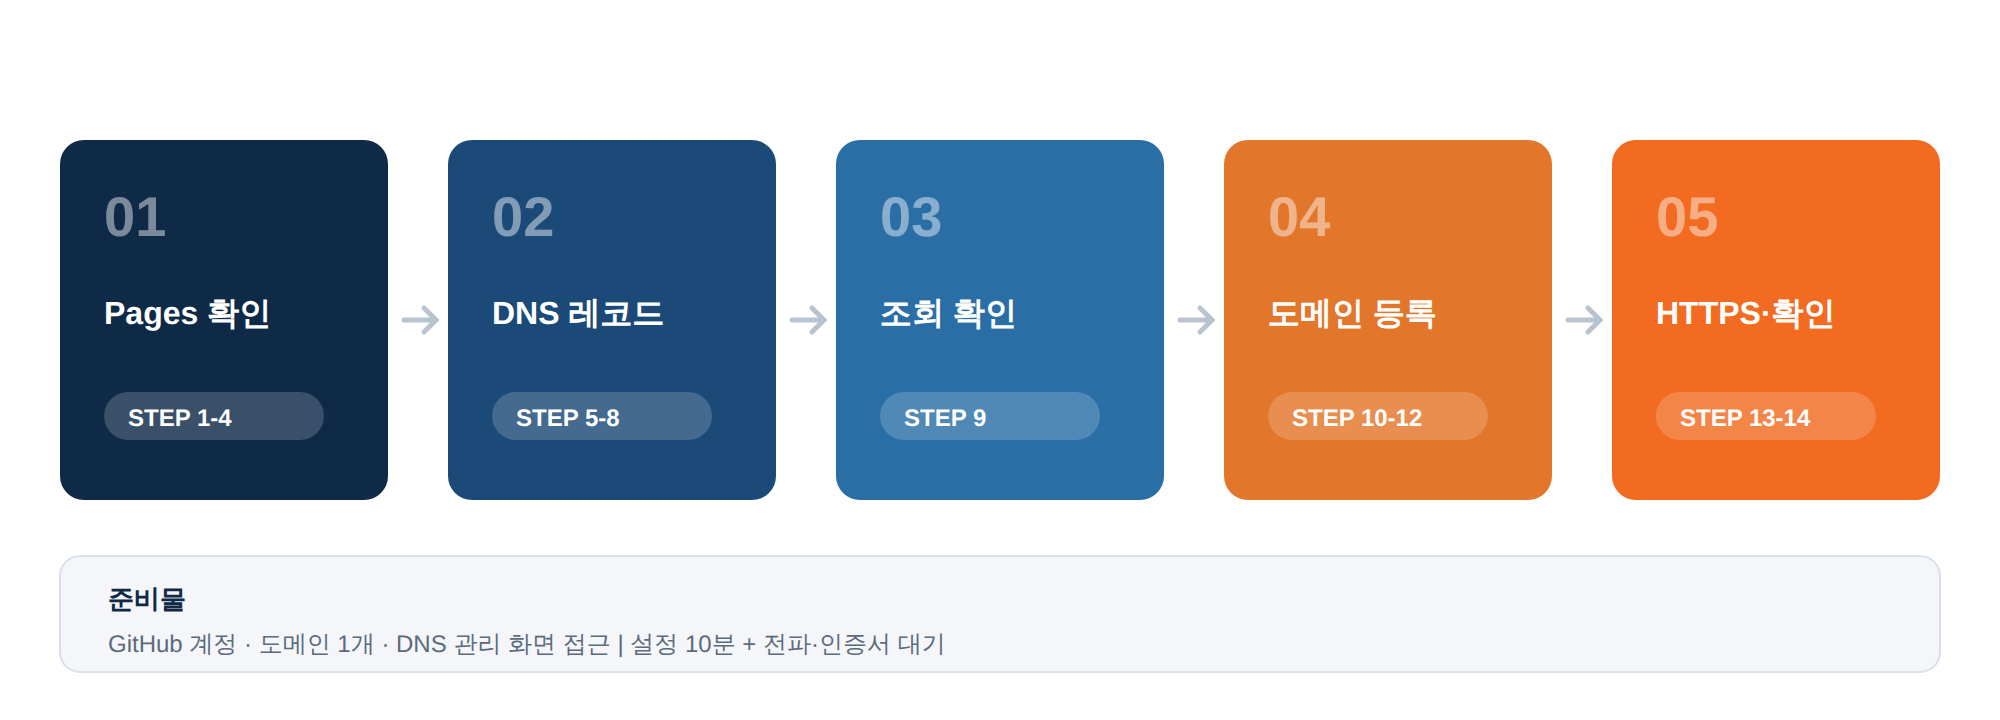 01
Pages 확인
STEP 1-4
02
DNS 레코드
STEP 5-8
03
조회 확인
STEP 9
04
도메인 등록
STEP 10-12
05
HTTPS·확인
STEP 13-14
준비물
GitHub 계정 · 도메인 1개 · DNS 관리 화면 접근 | 설정 10분 + 전파·인증서 대기